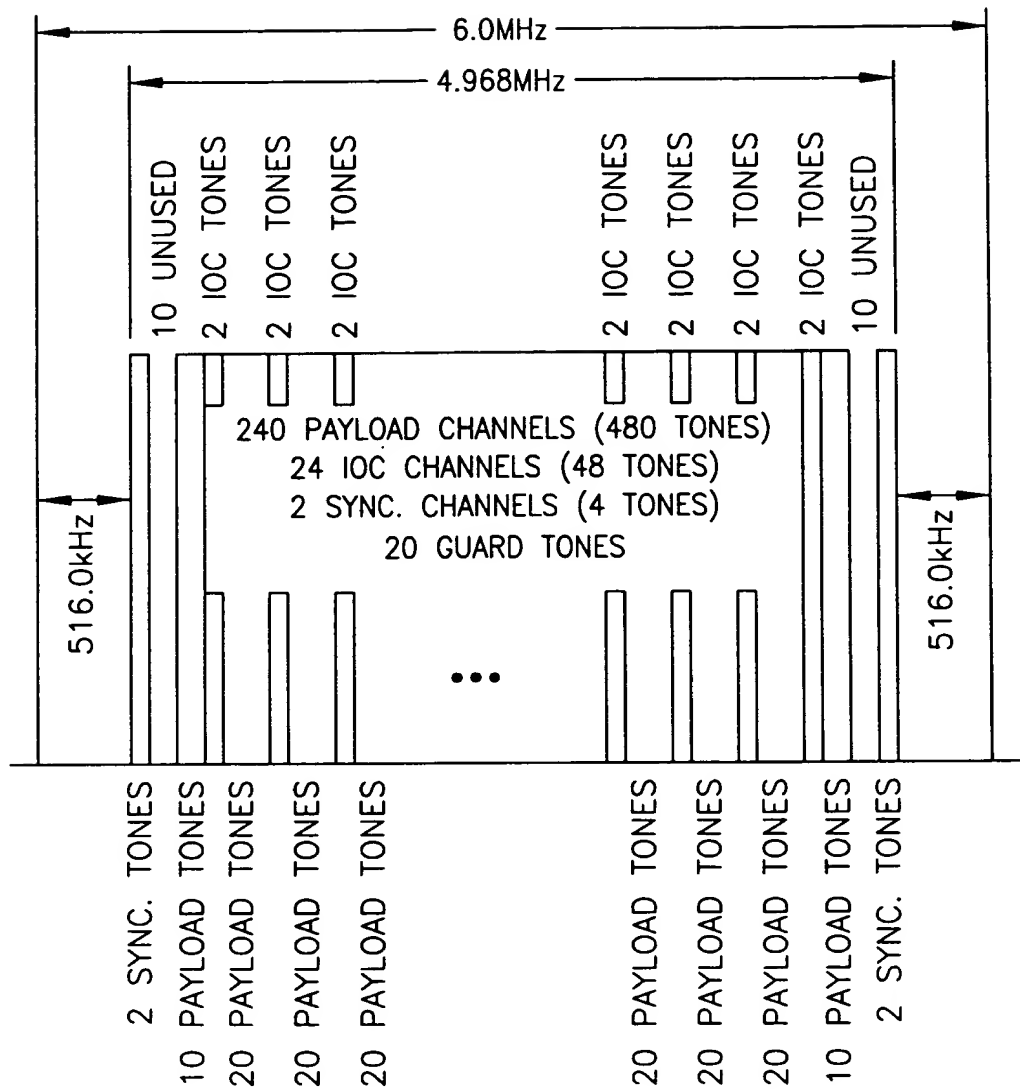 6.0MHz
4.968MHz
10 UNUSED
2 IOC TONES
2 IOC TONES
2 IOC TONES
2 IOC TONES
2 IOC TONES
2 IOC TONES
2 IOC TONES
10 UNUSED
240 PAYLOAD CHANNELS (480 TONES)
24 IOC CHANNELS (48 TONES)
2 SYNC. CHANNELS (4 TONES)
20 GUARD TONES
516.0kHz
516.0kHz
2 SYNC. TONES
10 PAYLOAD TONES
20 PAYLOAD TONES
20 PAYLOAD TONES
20 PAYLOAD TONES
20 PAYLOAD TONES
20 PAYLOAD TONES
20 PAYLOAD TONES
10 PAYLOAD TONES
2 SYNC. TONES